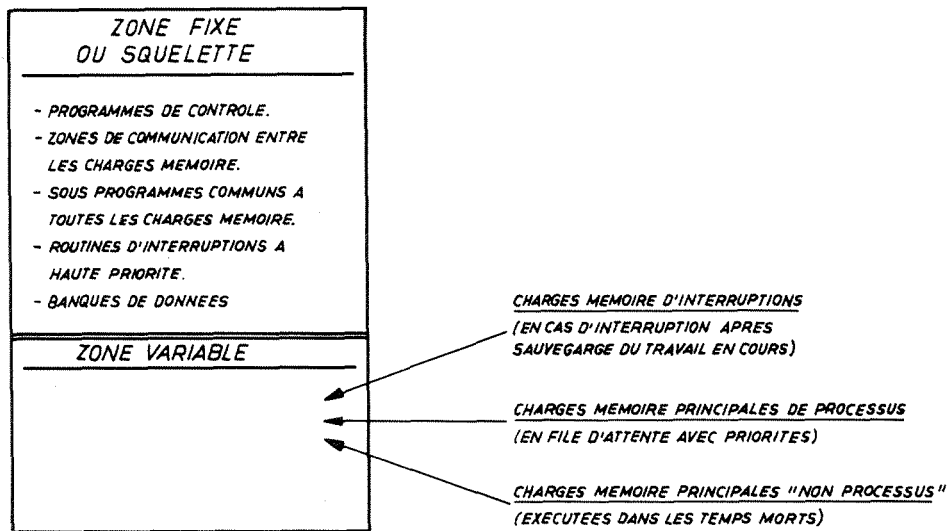 ZONE FIXE
OU SQUELETTE
- PROGRAMMES DE CONTROLE.
- ZONES DE COMMUNICATION ENTRE
LES CHARGES MEMOIRE.
- SOUS PROGRAMMES COMMUNS A
TOUTES LES CHARGES MEMOIRE.
- ROUTINES D'INTERRUPTIONS A
HAUTE PRIORITE.
- BANQUES DE DONNEES
ZONE VARIABLE
CHARGES MEMOIRE D'INTERRUPTIONS
(EN CAS D'INTERRUPTION APRES
SAUVEGARGE DU TRAVAIL EN COURS)
CHARGES MEMOIRE PRINCIPALES DE PROCESSUS
(EN FILE D'ATTENTE AVEC PRIORITES)
CHARGES MEMOIRE PRINCIPALES "NON PROCESSUS"
(EXECUTEES DANS LES TEMPS MORTS)